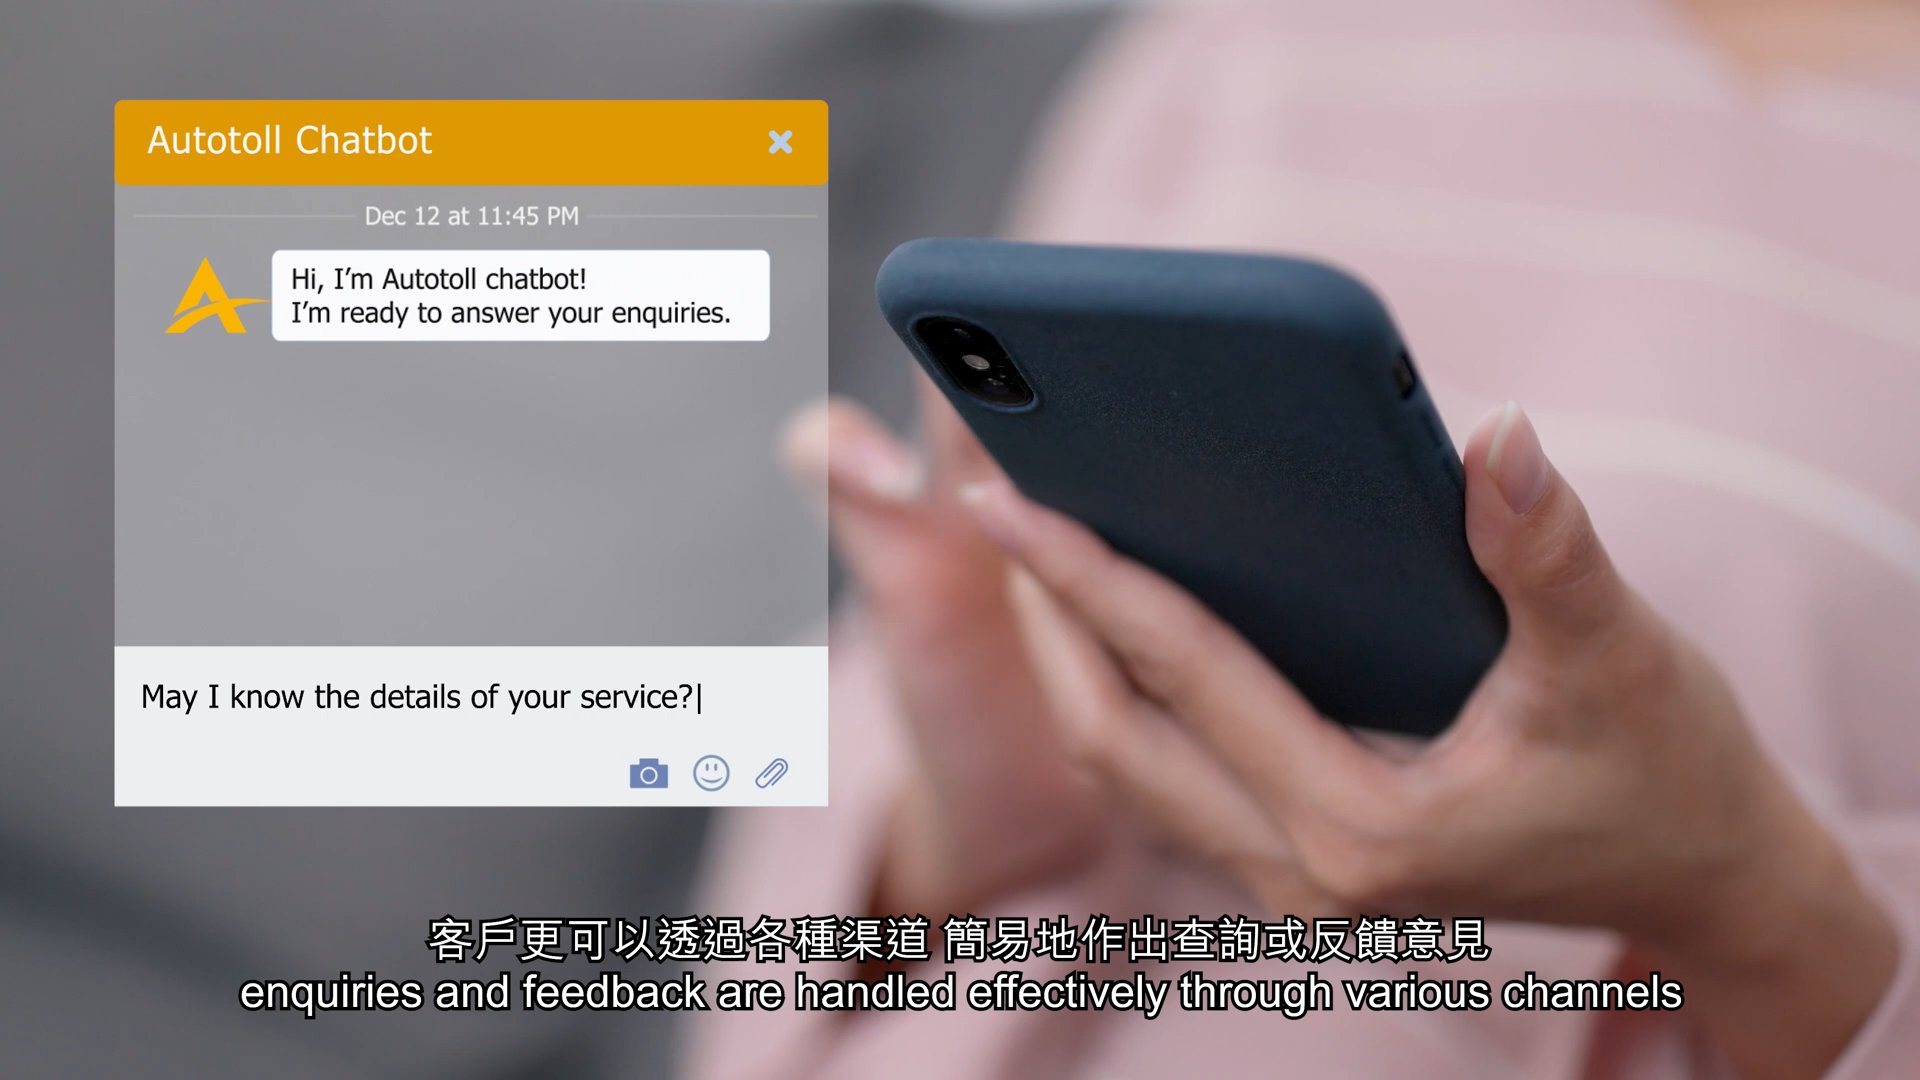 Autotoll Chatbot
Dec 12 at 11:45 PM
Hi, I’m Autotoll chatbot!
I’m ready to answer your enquiries.
May I know the details of your service?|
客戶更可以透過各種渠道 簡易地作出查詢或反饋意見
enquiries and feedback are handled effectively through various channels